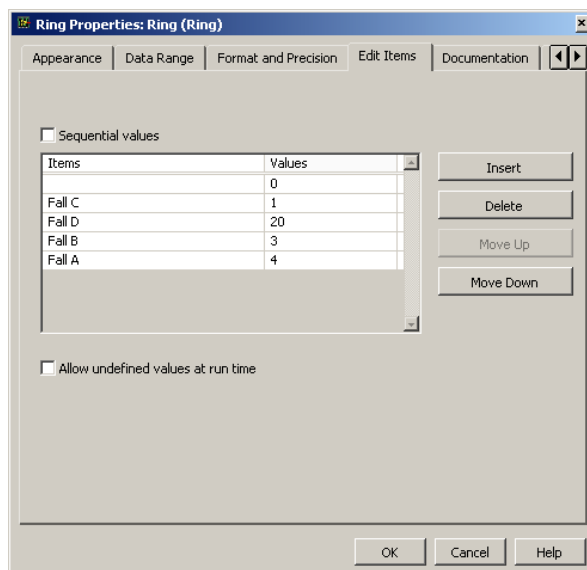 Ring Properties: Ring (Ring)
Appearance Data Range Format and Precision Edit Items Documentation
Sequential values
Items Values
0
Fall C 1
Fall D 20
Fall B 3
Fall A 4
Insert
Delete
Move Up
Move Down
Allow undefined values at run time
OK Cancel Help